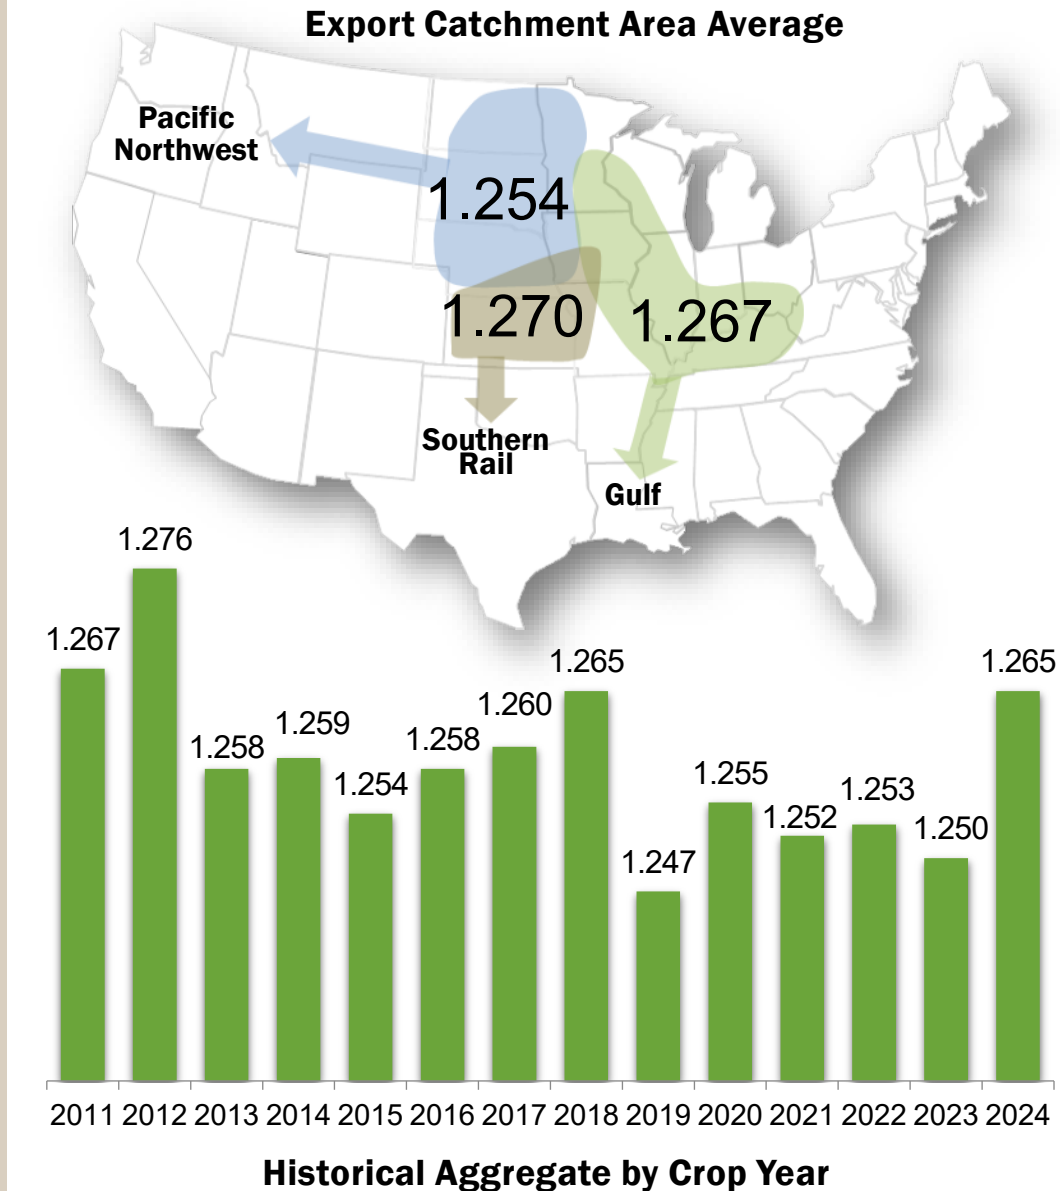 Export Catchment Area Average
Pacific
Northwest
1.254
1.270
1.267
Southern
Rail
Gulf
1.276
1.267
1.258
1.259
1.254
1.258
1.260
1.265
1.247
1.255
1.252
1.253
1.250
1.265
2011 2012 2013 2014 2015 2016 2017 2018 2019 2020 2021 2022 2023 2024
Historical Aggregate by Crop Year